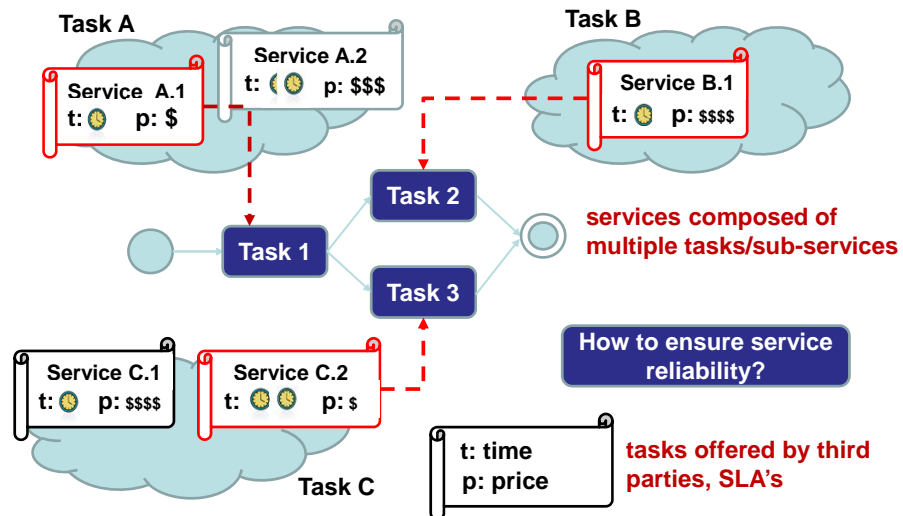 Task A
Service A.2
t: p: $$$
Service A.1
t: p: $
Task B
Service B.1
t: p: $$$$
Task 2
Task 1
Task 3
services composed of
multiple tasks/sub-services
How to ensure service
reliability?
Service C.1
t: p: $$$$
Service C.2
t: p: $
Task C
t: time
p: price
tasks offered by third
parties, SLA's